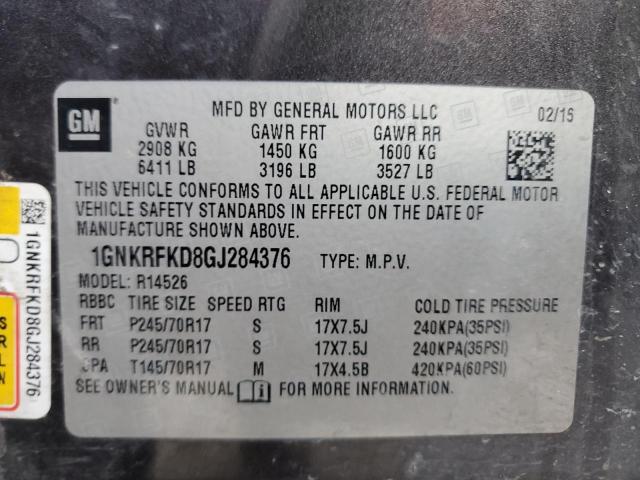 GM
MFD BY GENERAL MOTORS LLC 02/16
GVWR GAWR FRT GAWR RR
2908 KG 1450 KG 1600 KG
6411 LB 3196 LB 3527 LB
THIS VEHICLE CONFORMS TO ALL APPLICABLE U.S. FEDERAL MOTOR
VEHICLE SAFETY STANDARDS IN EFFECT ON THE DATE OF
MANUFACTURE SHOWN ABOVE.
1GNKRFKD8GJ284376 TYPE: M.P.V.
MODEL: R14526
RBBC TIRE SIZE SPEED RTG RIM COLD TIRE PRESSURE
FRT P245/70R17 S 17X7.5J 240KPA(35PSI)
RR P245/70R17 S 17X7.5J 240KPA(35PSI)
SPA T145/70R17 M 17X4.5B 420KPA(60PSI)
SEE OWNER'S MANUAL i FOR MORE INFORMATION.
1GNKRFKD8GJ284376